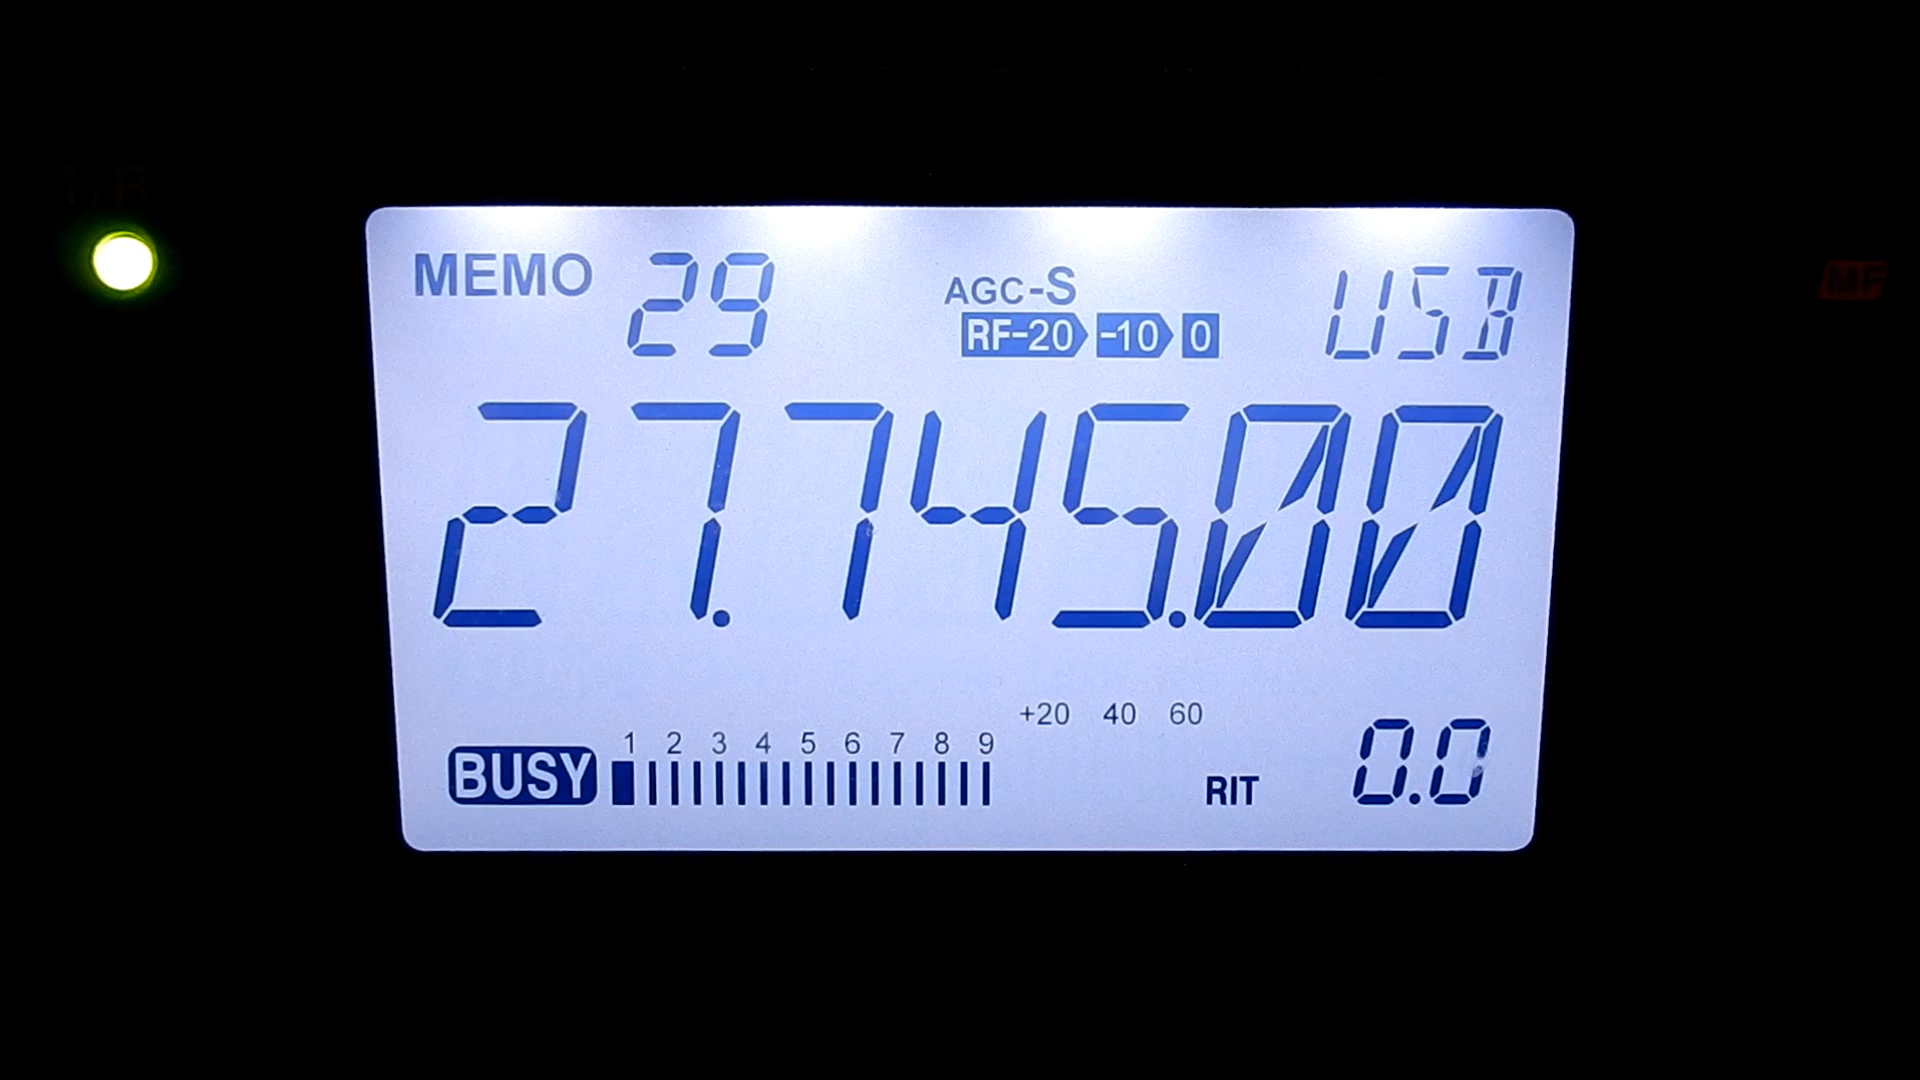 T/R
MEMO 29 AGC-S USB
RF-20 -10 0
27.745.00
+20 40 60
1 2 3 4 5 6 7 8 9
BUSY RIT 0.0
MF